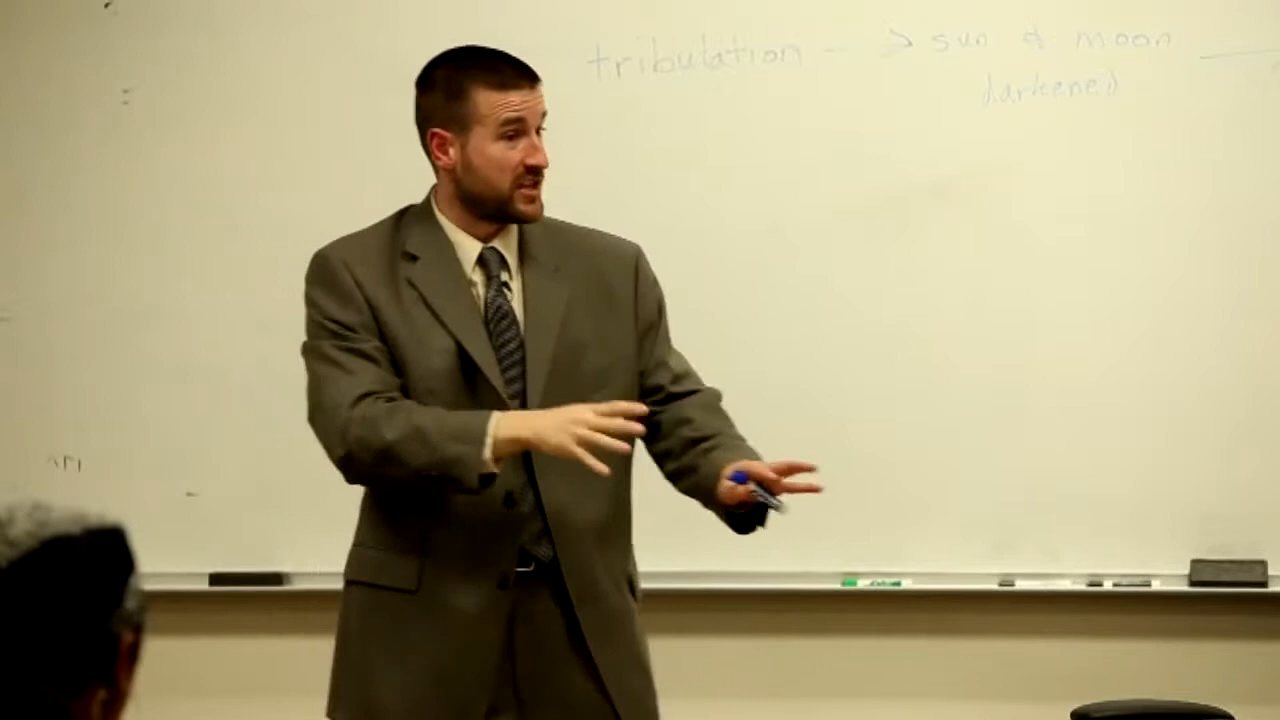 tribulation – > sun & moon —
darkened